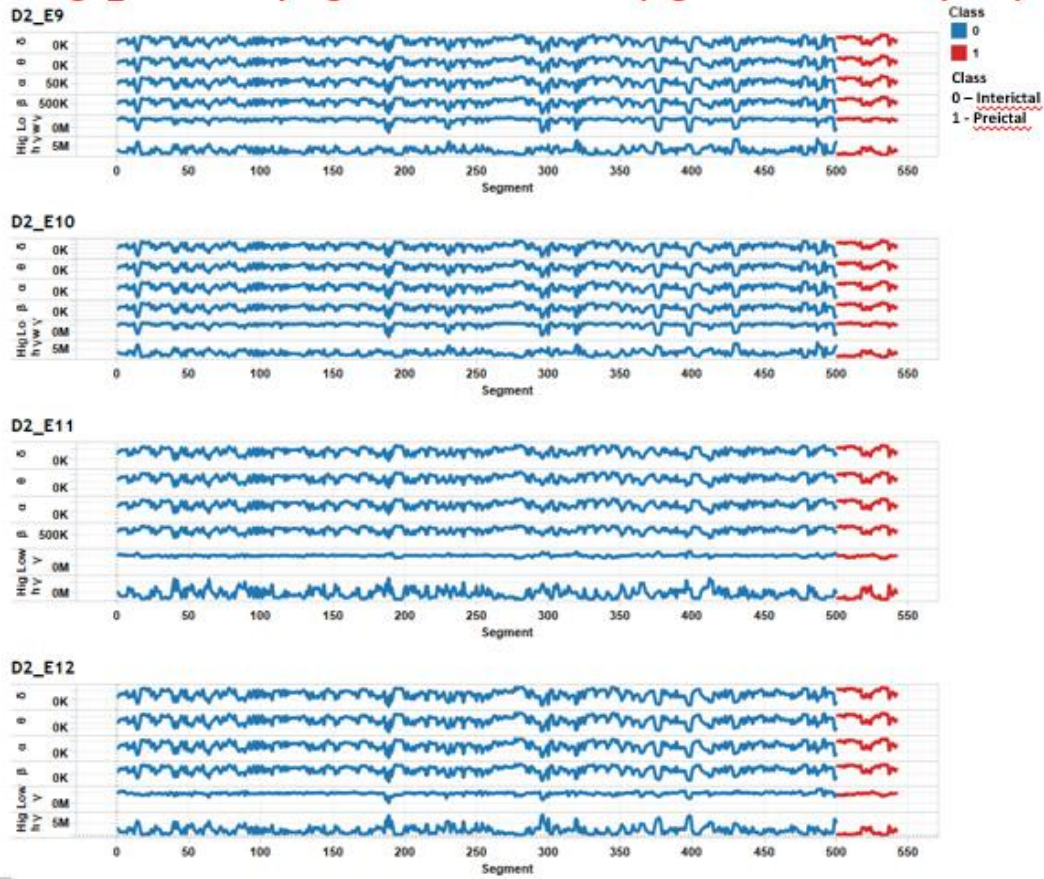 D2_E9
Class
0
1
Class
0 – Interictal
1 - Preictal
δ 0K
θ 0K
α 50K
β 500K
Lo w γ 0M
Hig h γ 5M
0 50 100 150 200 250 300 350 400 450 500 550
Segment
D2_E10
δ 0K
θ 0K
α 0K
β 0K
Lo w γ 0M
Hig h γ 5M
0 50 100 150 200 250 300 350 400 450 500 550
Segment
D2_E11
δ 0K
θ 0K
α 0K
β 500K
Low γ 0M
Hig h γ 0M
0 50 100 150 200 250 300 350 400 450 500 550
Segment
D2_E12
δ 0K
θ 0K
α 0K
β 0K
Low γ 0M
Hig h γ 5M
0 50 100 150 200 250 300 350 400 450 500 550
Segment